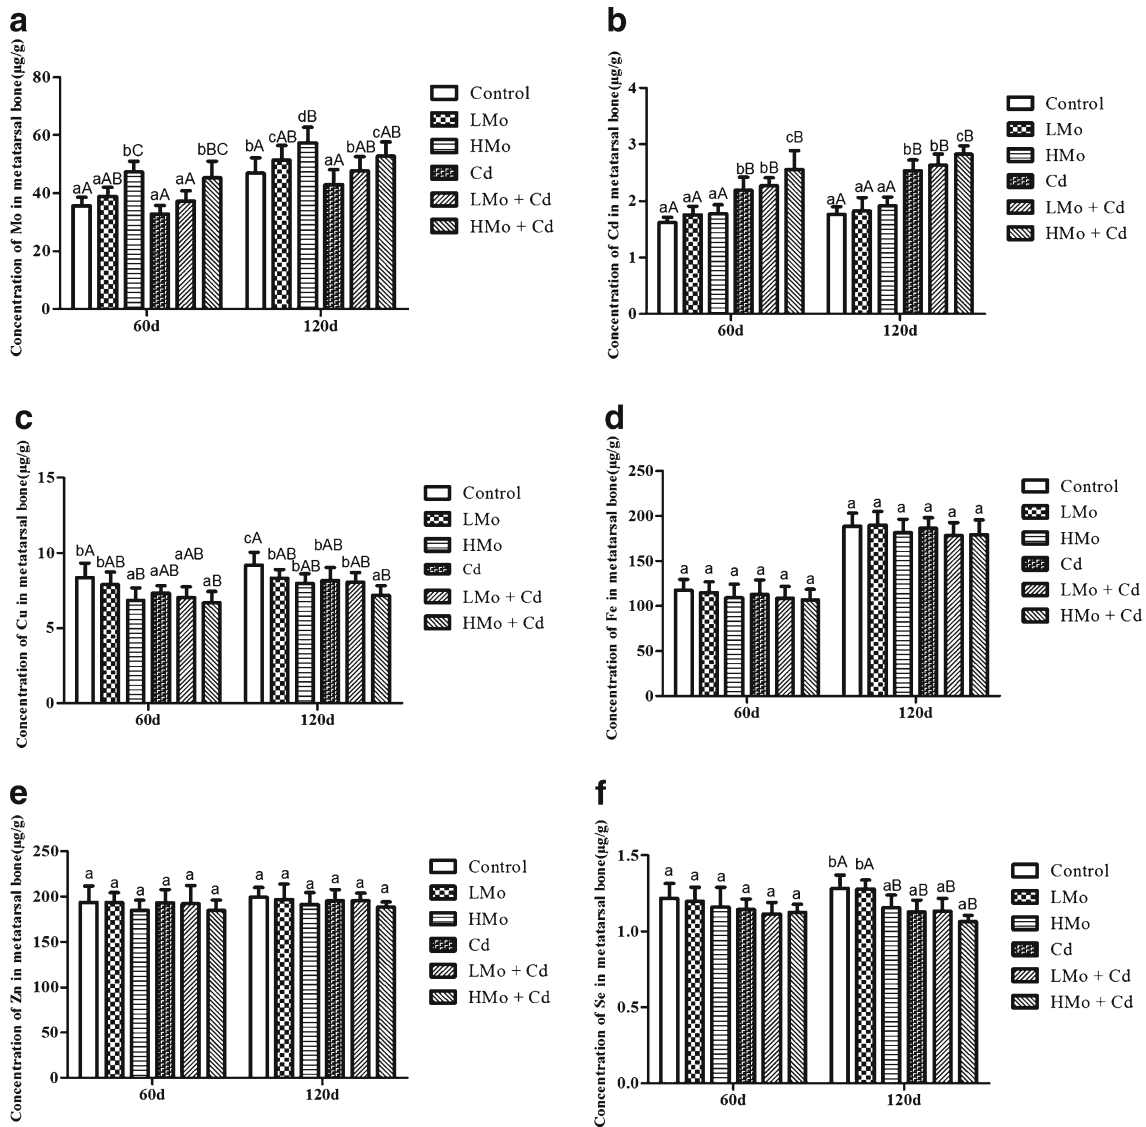 a
Concentration of Mo in metatarsal bone(μg/g)
80
60
40
20
0
aA aAB bC aA aA bBC bA cAB dB aA bAB cAB
60d 120d
Control
LMo
HMo
Cd
LMo + Cd
HMo + Cd
b
Concentration of Cd in metatarsal bone(μg/g)
4
3
2
1
0
aA aA aA bB bB cB aA aA aA bB bB cB
60d 120d
Control
LMo
HMo
Cd
LMo + Cd
HMo + Cd
c
Concentration of Cu in metatarsal bone(μg/g)
15
10
5
0
bA bAB aB aAB aAB aB cA bAB bAB bAB bAB aB
60d 120d
Control
LMo
HMo
Cd
LMo + Cd
HMo + Cd
d
Concentration of Fe in metatarsal bone(μg/g)
250
200
150
100
50
0
a a a a a a a a a a a a
60d 120d
Control
LMo
HMo
Cd
LMo + Cd
HMo + Cd
e
Concentration of Zn in metatarsal bone(μg/g)
250
200
150
100
50
0
a a a a a a a a a a a a
60d 120d
Control
LMo
HMo
Cd
LMo + Cd
HMo + Cd
f
Concentration of Se in metatarsal bone(μg/g)
1.5
1.0
0.5
0.0
a a a a a a bA bA aB aB aB aB
60d 120d
Control
LMo
HMo
Cd
LMo + Cd
HMo + Cd